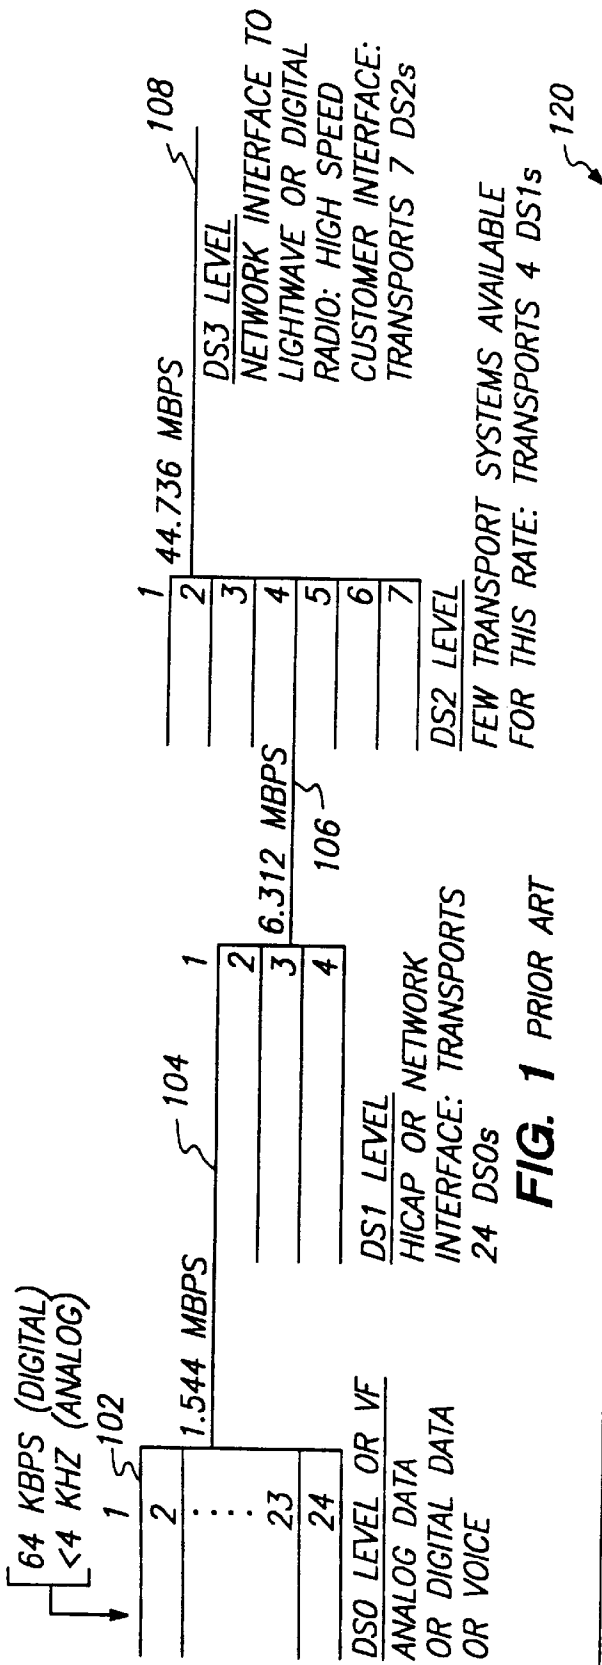 64 KBPS (DIGITAL)
<4 KHZ (ANALOG)
102
1
2
23
24
DS0 LEVEL OR VF
ANALOG DATA
OR DIGITAL DATA
OR VOICE
1.544 MBPS
104
1
2
3
4
DS1 LEVEL
HICAP OR NETWORK
INTERFACE: TRANSPORTS
24 DS0s
6.312 MBPS
106
1
2
3
4
5
6
7
DS2 LEVEL
FEW TRANSPORT SYSTEMS AVAILABLE
FOR THIS RATE: TRANSPORTS 4 DS1s
44.736 MBPS
108
DS3 LEVEL
NETWORK INTERFACE TO
LIGHTWAVE OR DIGITAL
RADIO: HIGH SPEED
CUSTOMER INTERFACE:
TRANSPORTS 7 DS2s
120
FIG. 1 PRIOR ART